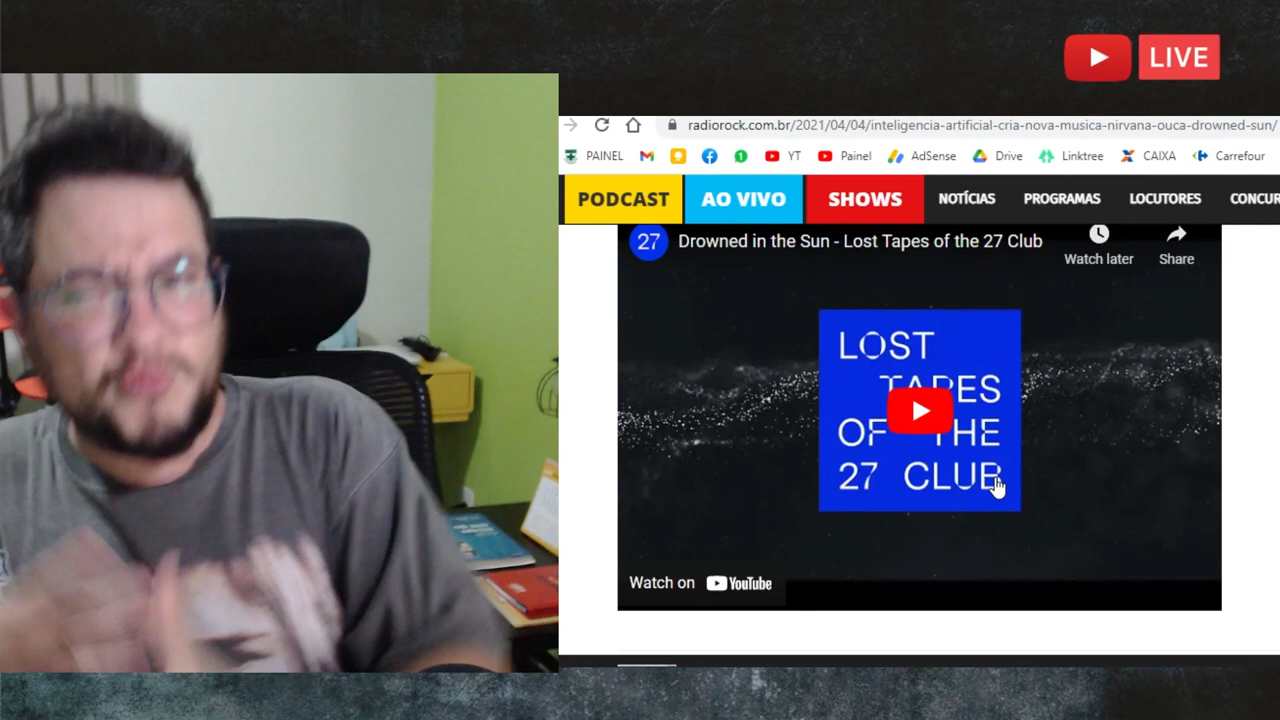 LIVE
radiorock.com.br/2021/04/04/inteligencia-artificial-cria-nova-musica-nirvana-ouca-drowned-sun/
PAINEL YT Painel AdSense Drive Linktree CAIXA Carrefour
PODCAST AO VIVO SHOWS NOTÍCIAS PROGRAMAS LOCUTORES CONCUR
27 Drowned in the Sun - Lost Tapes of the 27 Club
Watch later Share
LOST
TAPES
OF THE
27 CLUB
Watch on YouTube